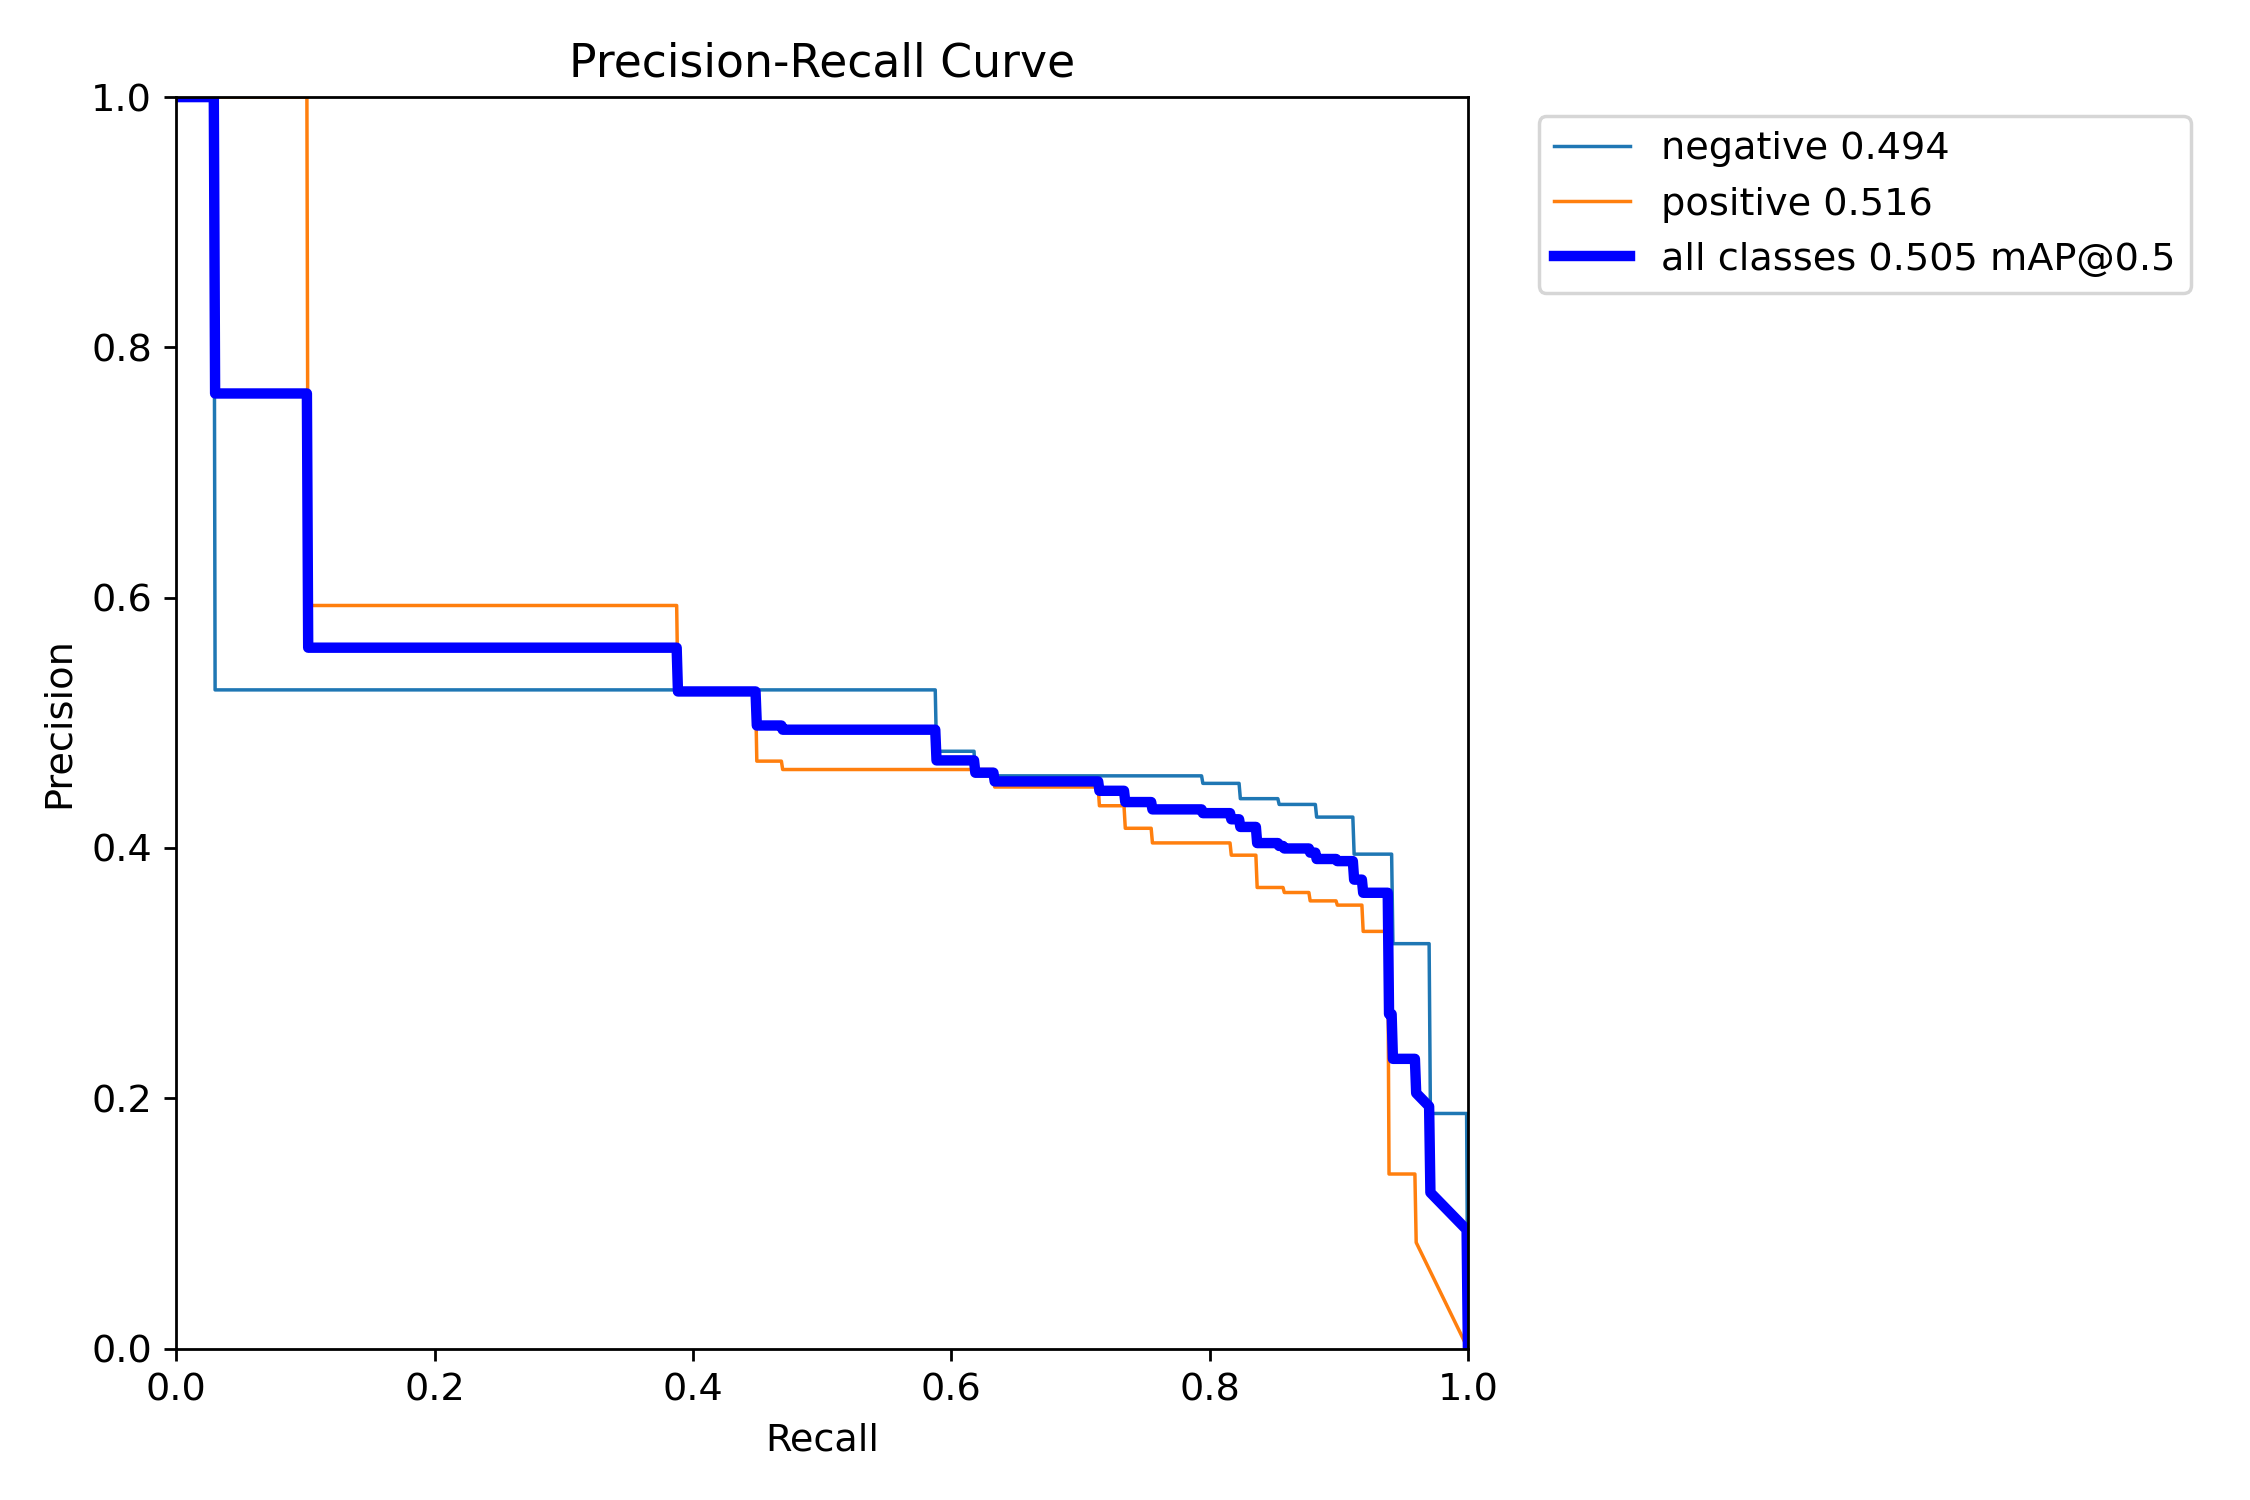 Precision-Recall Curve
1.0
0.8
0.6
0.4
0.2
0.0
Precision
0.0 0.2 0.4 0.6 0.8 1.0
Recall
negative 0.494
positive 0.516
all classes 0.505 mAP@0.5